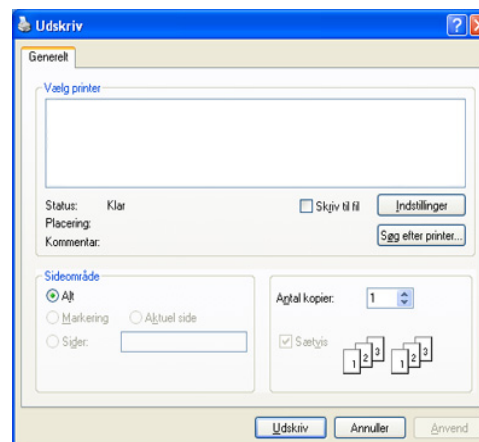 Udskriv
Generelt
Vælg printer
Status: Klar
Skriv til fil
Indstillinger
Placering:
Kommentar:
Søg efter printer...
Sideområde
Alt
Markering
Aktuel side
Sider:
Antal kopier: 1
Sætvis
1 2 3 1 2 3
Udskriv
Annuller
Anvend